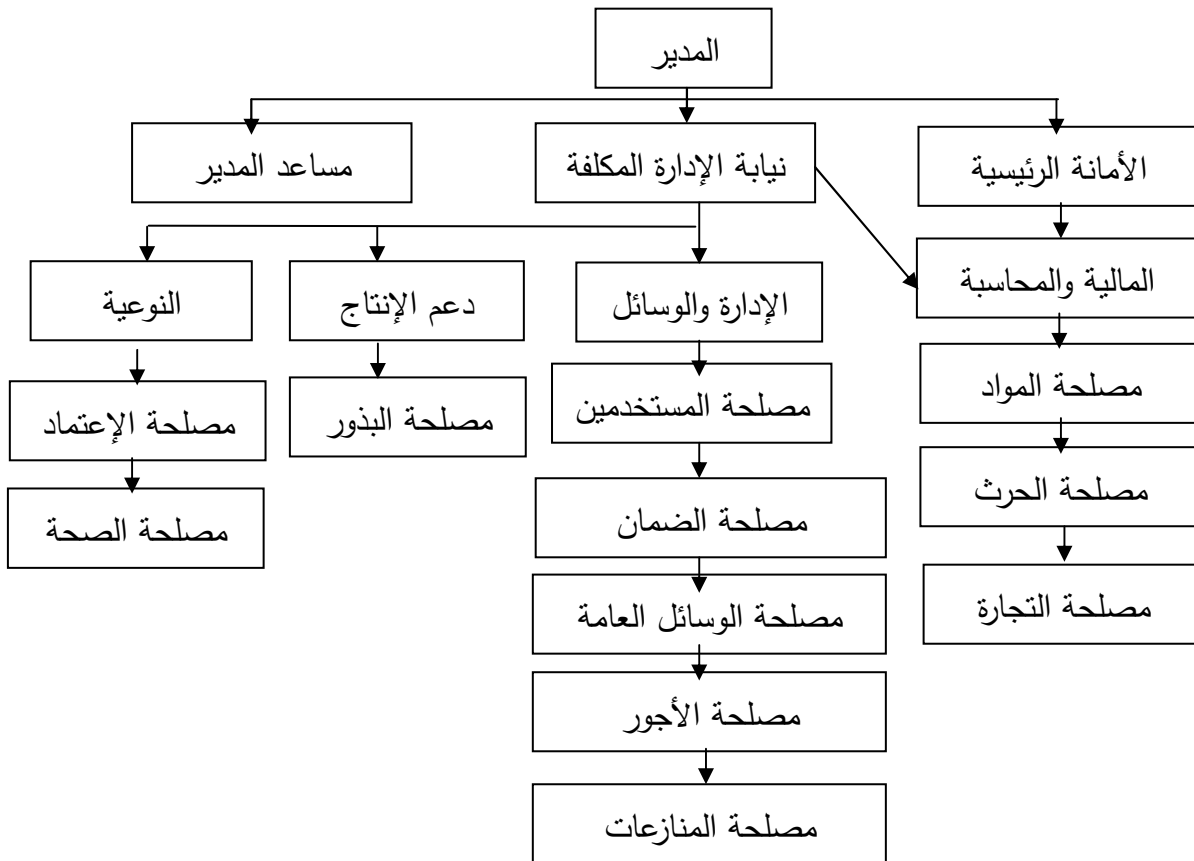 المدير
الأمانة الرئيسية
نيابة الإدارة المكلفة
مساعد المدير
المالية والمحاسبة
الإدارة والوسائل
دعم الإنتاج
النوعية
مصلحة المواد
مصلحة المستخدمين
مصلحة البذور
مصلحة الإعتماد
مصلحة الحرث
مصلحة الضمان
مصلحة الصحة
مصلحة التجارة
مصلحة الوسائل العامة
مصلحة الأجور
مصلحة المنازعات